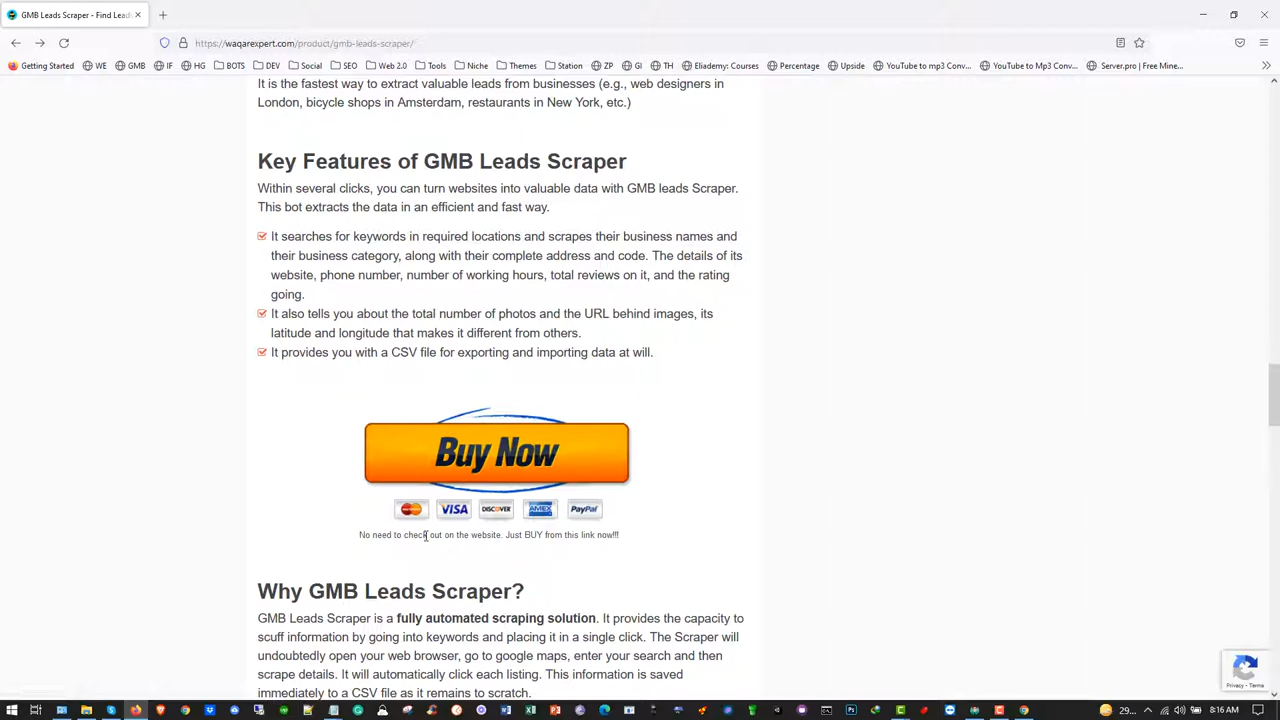 GMB Leads Scraper - Find Leads
https://waqarexpert.com/product/gmb-leads-scraper/
Getting Started WE GMB IF HG BOTS DEV Social SEO Web 2.0 Tools Niche Themes Station ZP GI TH Eliademy: Courses Percentage Upside YouTube to mp3 Conv... YouTube to Mp3 Conv... Server.pro | Free Mine...
It is the fastest way to extract valuable leads from businesses (e.g., web designers in
London, bicycle shops in Amsterdam, restaurants in New York, etc.)
Key Features of GMB Leads Scraper
Within several clicks, you can turn websites into valuable data with GMB leads Scraper.
This bot extracts the data in an efficient and fast way.
It searches for keywords in required locations and scrapes their business names and
their business category, along with their complete address and code. The details of its
website, phone number, number of working hours, total reviews on it, and the rating
going.
It also tells you about the total number of photos and the URL behind images, its
latitude and longitude that makes it different from others.
It provides you with a CSV file for exporting and importing data at will.
Buy Now
MasterCard VISA DISCOVER AMEX PayPal
No need to check out on the website. Just BUY from this link now!!!
Why GMB Leads Scraper?
GMB Leads Scraper is a fully automated scraping solution. It provides the capacity to
scuff information by going into keywords and placing it in a single click. The Scraper will
undoubtedly open your web browser, go to google maps, enter your search and then
scrape details. It will automatically click each listing. This information is saved
immediately to a CSV file as it remains to scratch.
Privacy - Terms
29... 8:16 AM